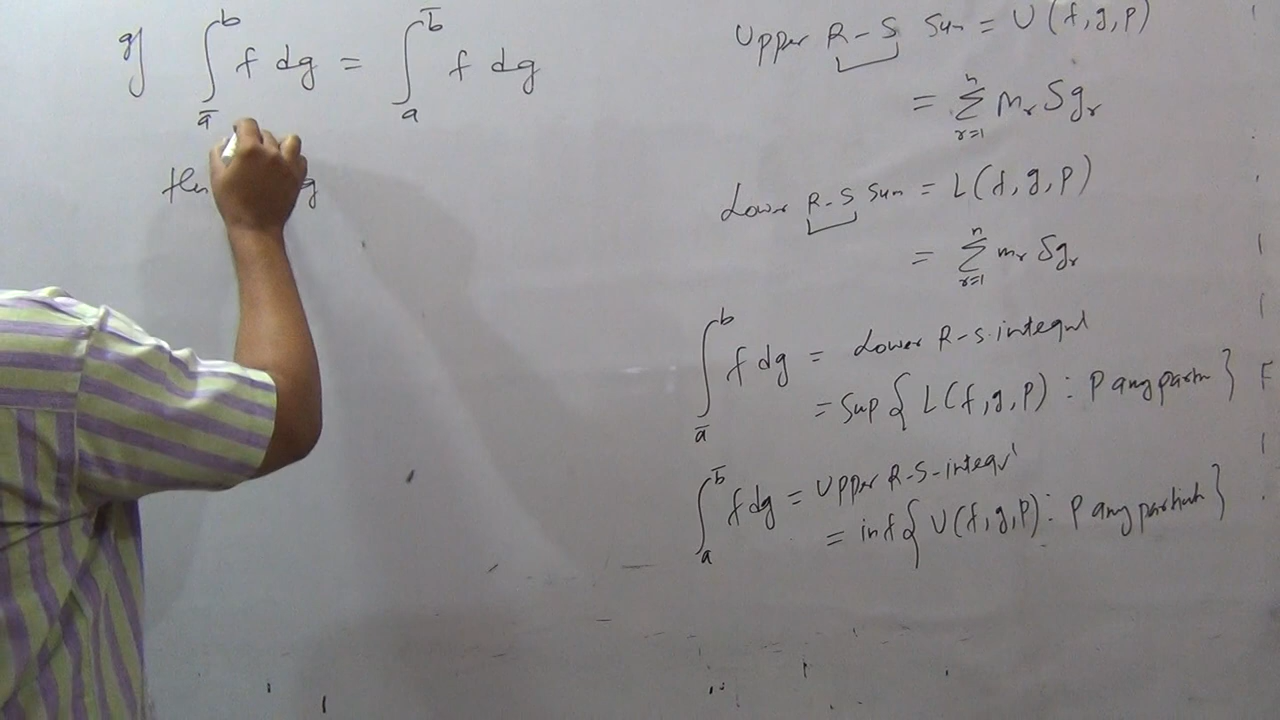 If ∫_a̅^b f dg = ∫_a^b̅ f dg
then g
Upper R-S Sum = U(f,g,P)
= Σ_{r=1}^n M_r δg_r
Lower R-S Sum = L(f,g,P)
= Σ_{r=1}^n m_r δg_r
∫_a̅^b f dg = Lower R-S. integral
= Sup { L(f,g,P) : P any partn }
∫_a^b̅ f dg = Upper R-S-integral
= inf { U(f,g,P) : P any partition }